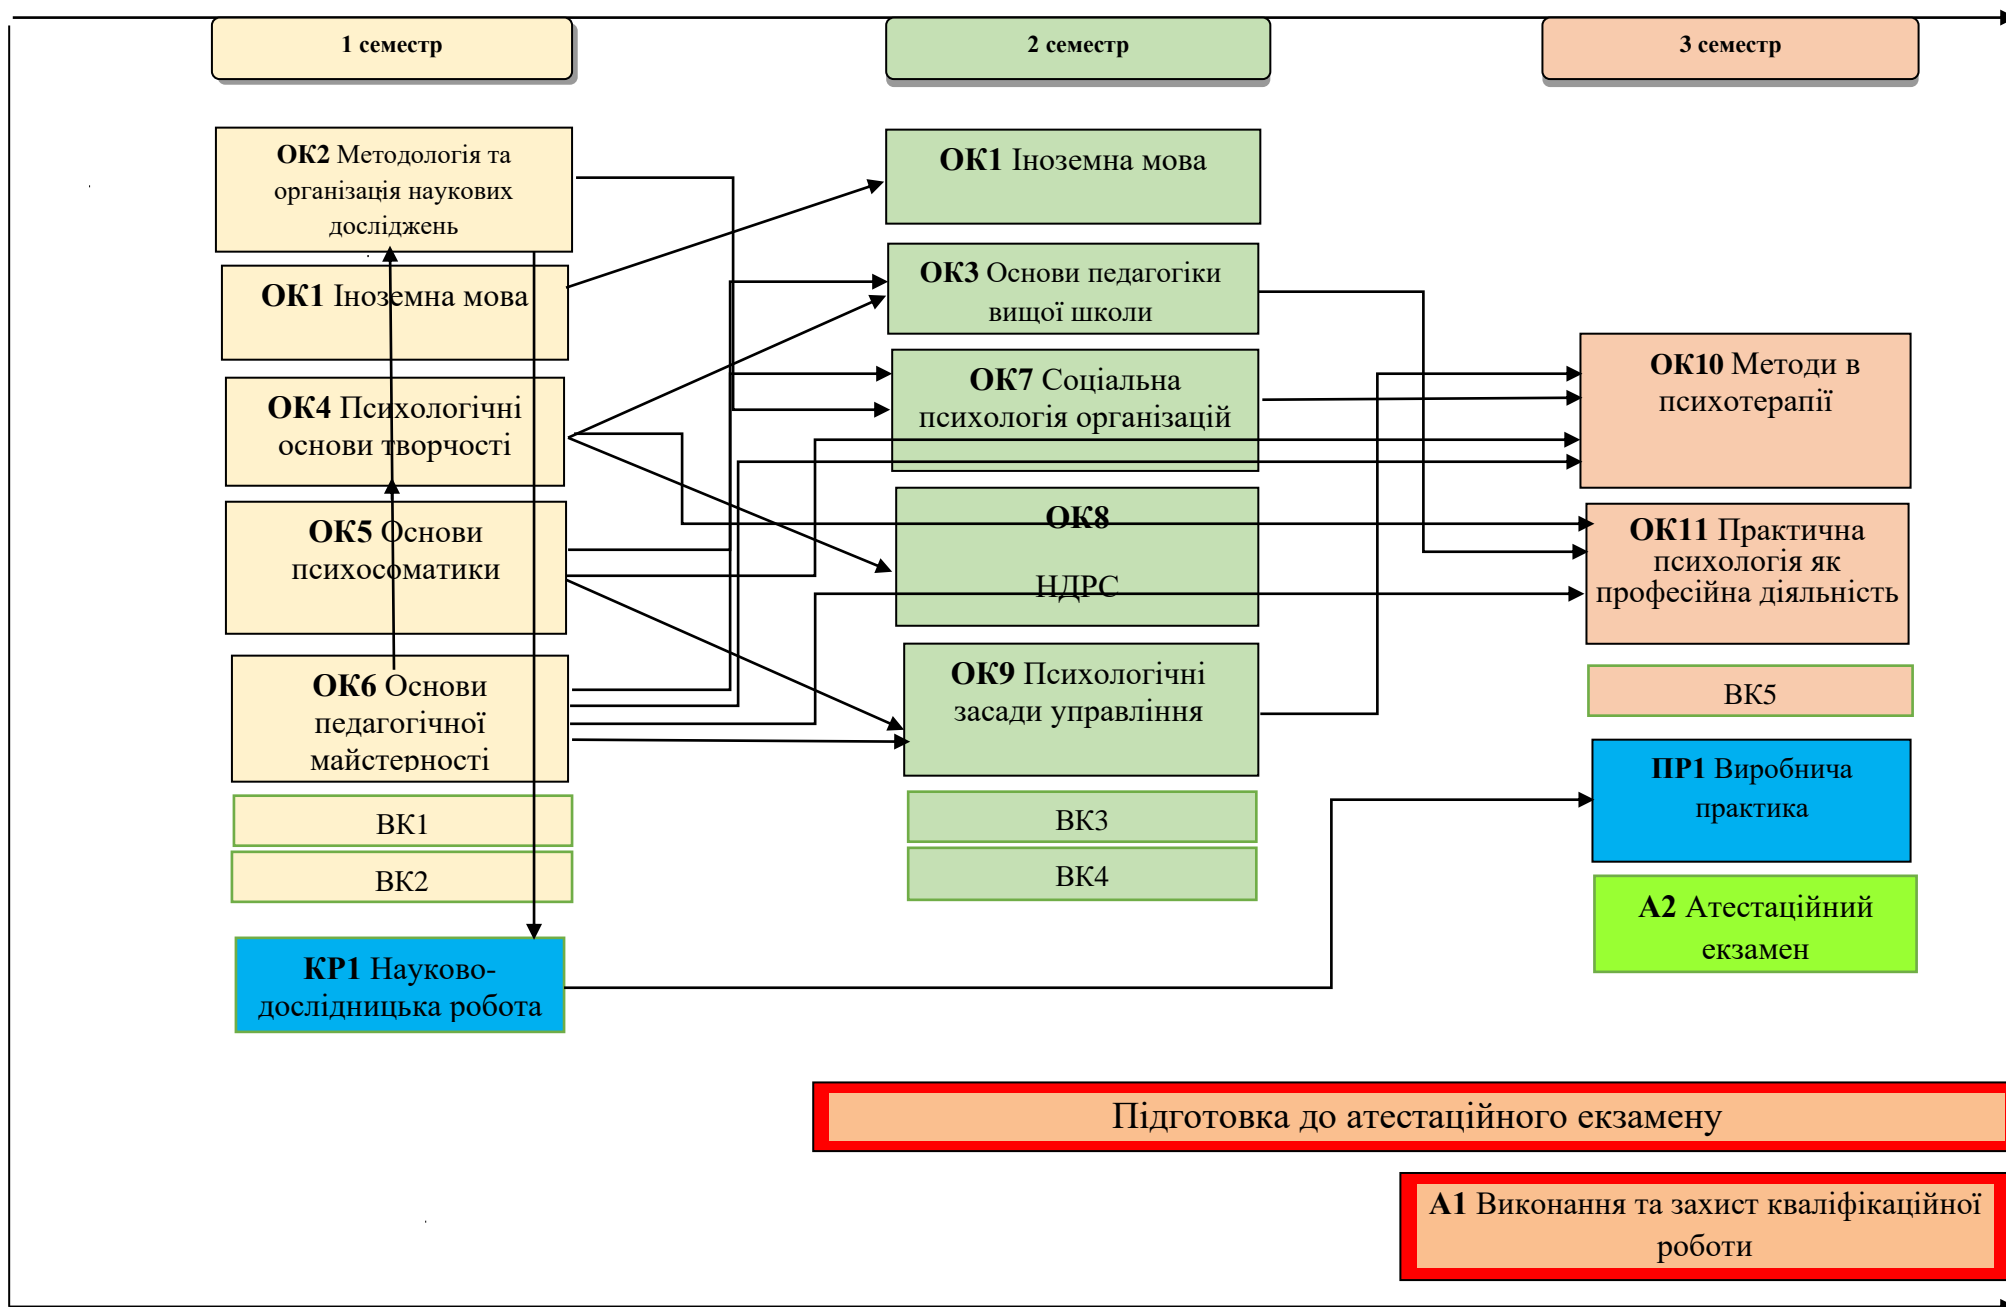 1 семестр
2 семестр
3 семестр
ОК2 Методологія та
організація наукових
досліджень
ОК1 Іноземна мова
ОК4 Психологічні
основи творчості
ОК5 Основи
психосоматики
ОК6 Основи
педагогічної
майстерності
ВК1
ВК2
КР1 Науково-
дослідницька робота
ОК1 Іноземна мова
ОК3 Основи педагогіки
вищої школи
ОК7 Соціальна
психологія організацій
ОК8
НДРС
ОК9 Психологічні
засади управління
ВК3
ВК4
ОК10 Методи в
психотерапії
ОК11 Практична
психологія як
професійна діяльність
ВК5
ПР1 Виробнича
практика
А2 Атестаційний
екзамен
Підготовка до атестаційного екзамену
А1 Виконання та захист кваліфікаційної
роботи